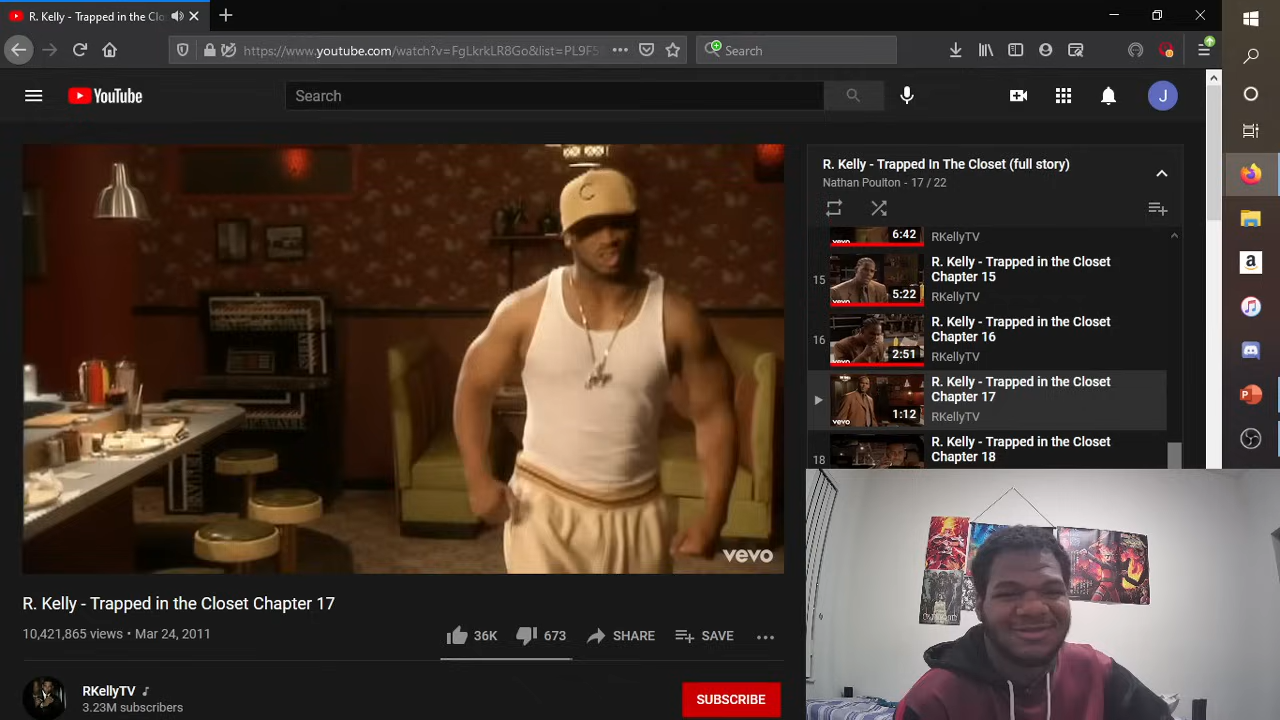 R. Kelly - Trapped in the Clo
https://www.youtube.com/watch?v=FgLkrkLR8Go&list=PL9F5
Search
YouTube
Search
J
C
vevo
R. Kelly - Trapped In The Closet (full story)
Nathan Poulton - 17 / 22
6:42
RKellyTV
15
5:22
vevo
R. Kelly - Trapped in the Closet
Chapter 15
RKellyTV
16
2:51
vevo
R. Kelly - Trapped in the Closet
Chapter 16
RKellyTV
1:12
vevo
R. Kelly - Trapped in the Closet
Chapter 17
RKellyTV
18
R. Kelly - Trapped in the Closet
Chapter 18
R. Kelly - Trapped in the Closet Chapter 17
10,421,865 views • Mar 24, 2011
36K
673
SHARE
SAVE
RKellyTV
3.23M subscribers
SUBSCRIBE